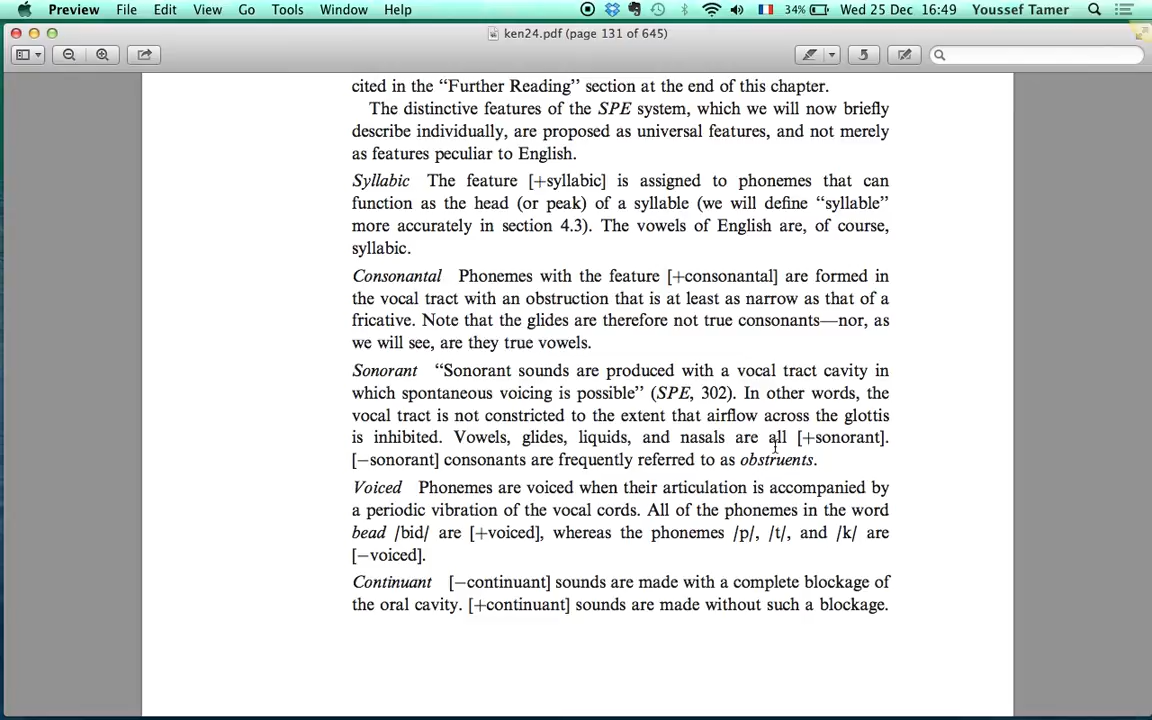 Preview File Edit View Go Tools Window Help 34% Wed 25 Dec 16:49 Youssef Tamer
ken24.pdf (page 131 of 645)
cited in the “Further Reading” section at the end of this chapter.
The distinctive features of the SPE system, which we will now briefly
describe individually, are proposed as universal features, and not merely
as features peculiar to English.
Syllabic The feature [+syllabic] is assigned to phonemes that can
function as the head (or peak) of a syllable (we will define “syllable”
more accurately in section 4.3). The vowels of English are, of course,
syllabic.
Consonantal Phonemes with the feature [+consonantal] are formed in
the vocal tract with an obstruction that is at least as narrow as that of a
fricative. Note that the glides are therefore not true consonants—nor, as
we will see, are they true vowels.
Sonorant “Sonorant sounds are produced with a vocal tract cavity in
which spontaneous voicing is possible” (SPE, 302). In other words, the
vocal tract is not constricted to the extent that airflow across the glottis
is inhibited. Vowels, glides, liquids, and nasals are all [+sonorant].
[−sonorant] consonants are frequently referred to as obstruents.
Voiced Phonemes are voiced when their articulation is accompanied by
a periodic vibration of the vocal cords. All of the phonemes in the word
bead /bid/ are [+voiced], whereas the phonemes /p/, /t/, and /k/ are
[−voiced].
Continuant [−continuant] sounds are made with a complete blockage of
the oral cavity. [+continuant] sounds are made without such a blockage.